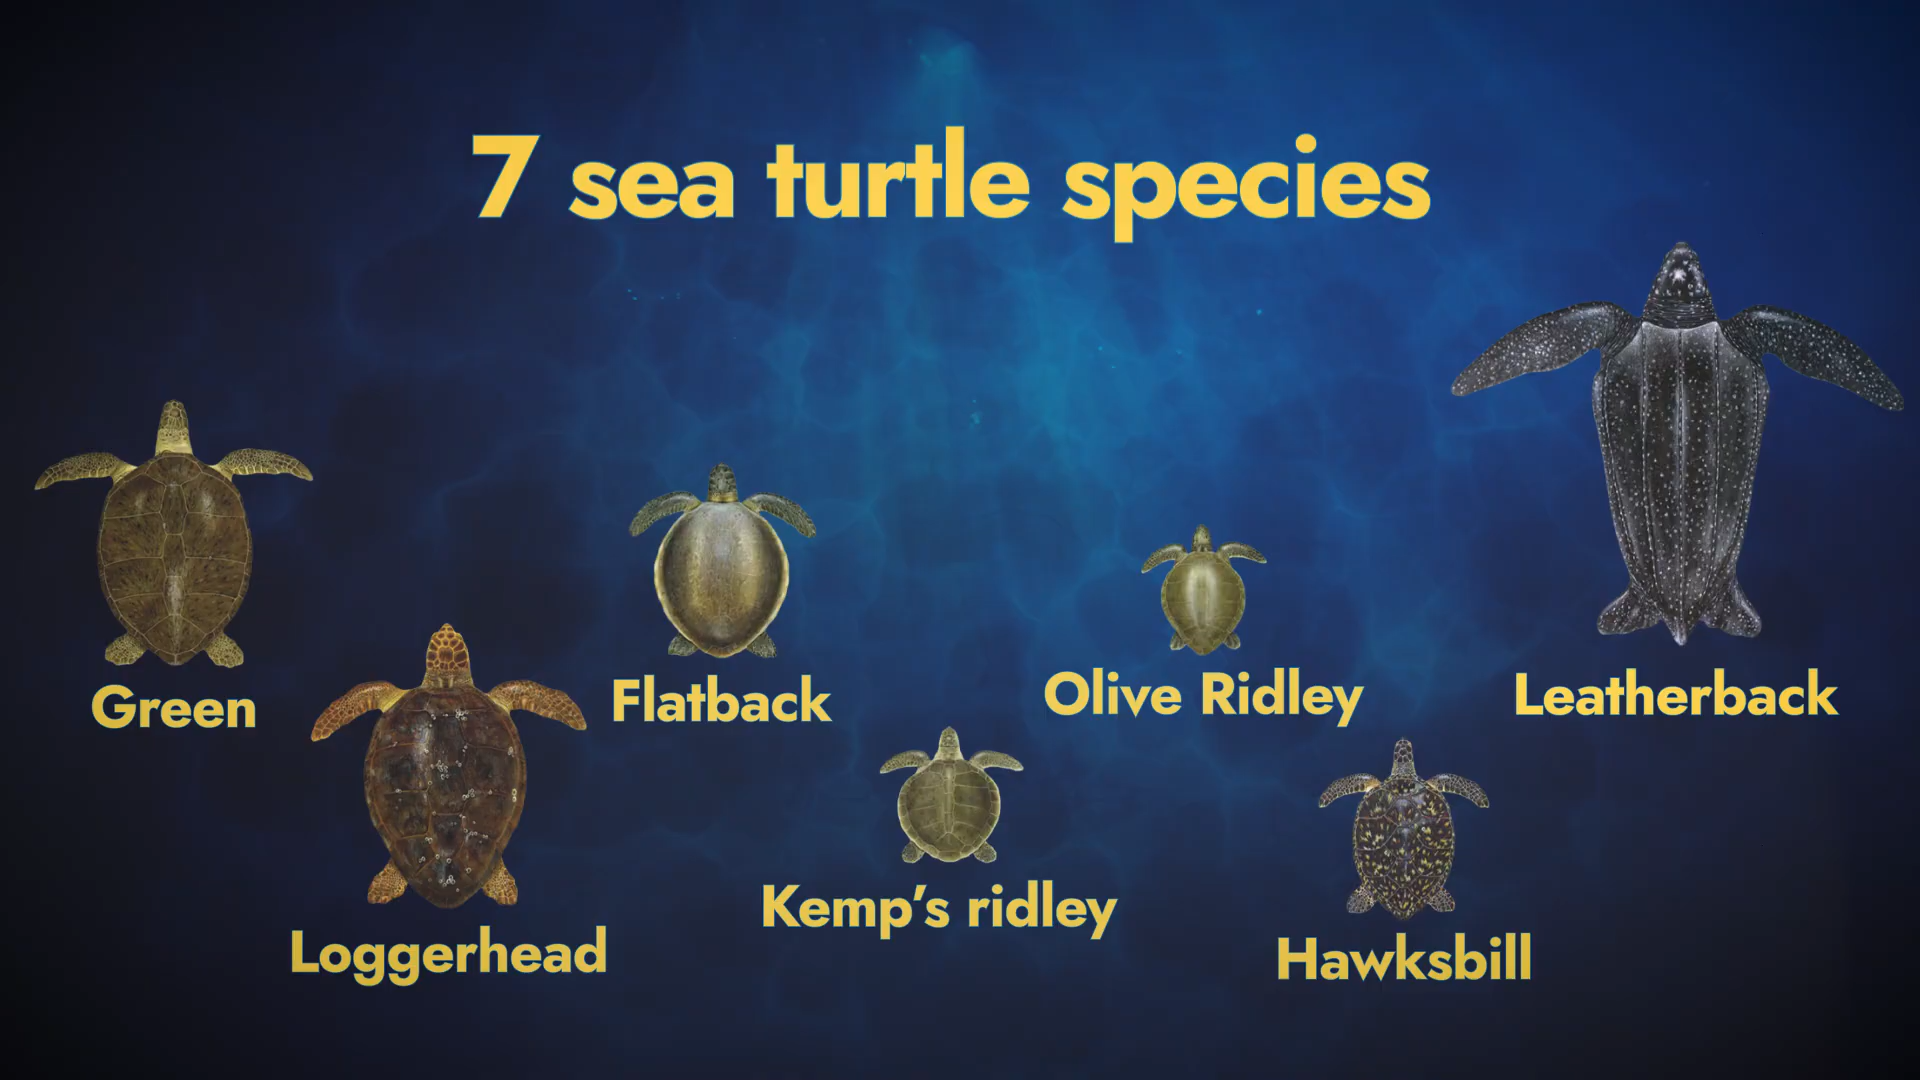 7 sea turtle species
Green
Flatback
Olive Ridley
Leatherback
Loggerhead
Kemp's ridley
Hawksbill